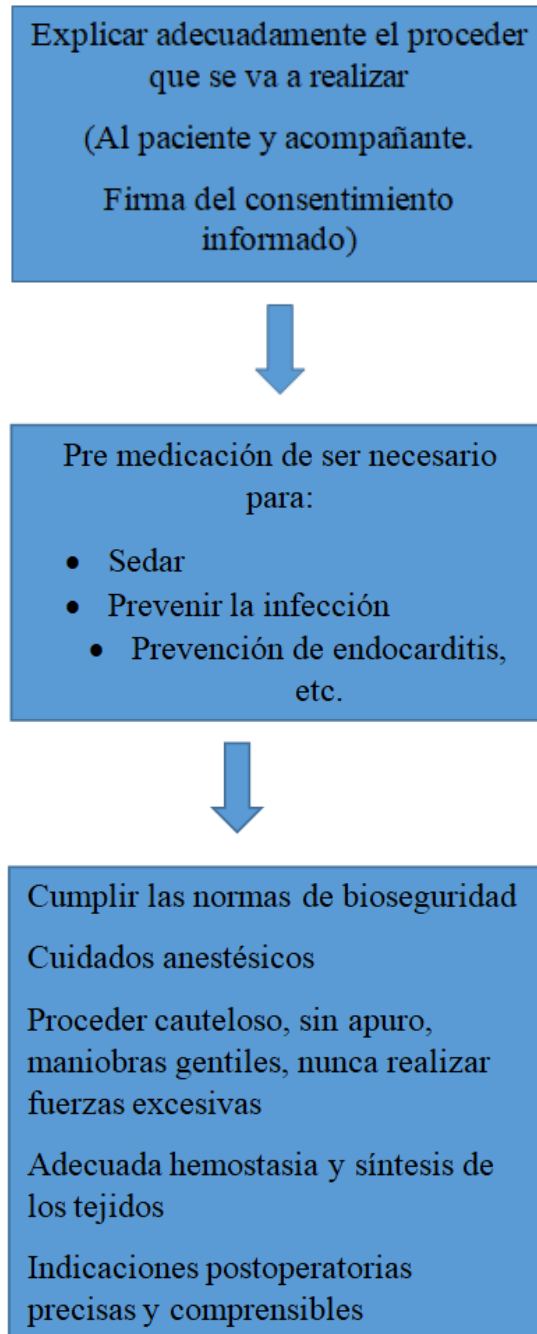 Explicar adecuadamente el proceder
que se va a realizar
(Al paciente y acompañante.
Firma del consentimiento
informado)
Pre medicación de ser necesario
para:
• Sedar
• Prevenir la infección
• Prevención de endocarditis,
etc.
Cumplir las normas de bioseguridad
Cuidados anestésicos
Proceder cauteloso, sin apuro,
maniobras gentiles, nunca realizar
fuerzas excesivas
Adecuada hemostasia y síntesis de
los tejidos
Indicaciones postoperatorias
precisas y comprensibles